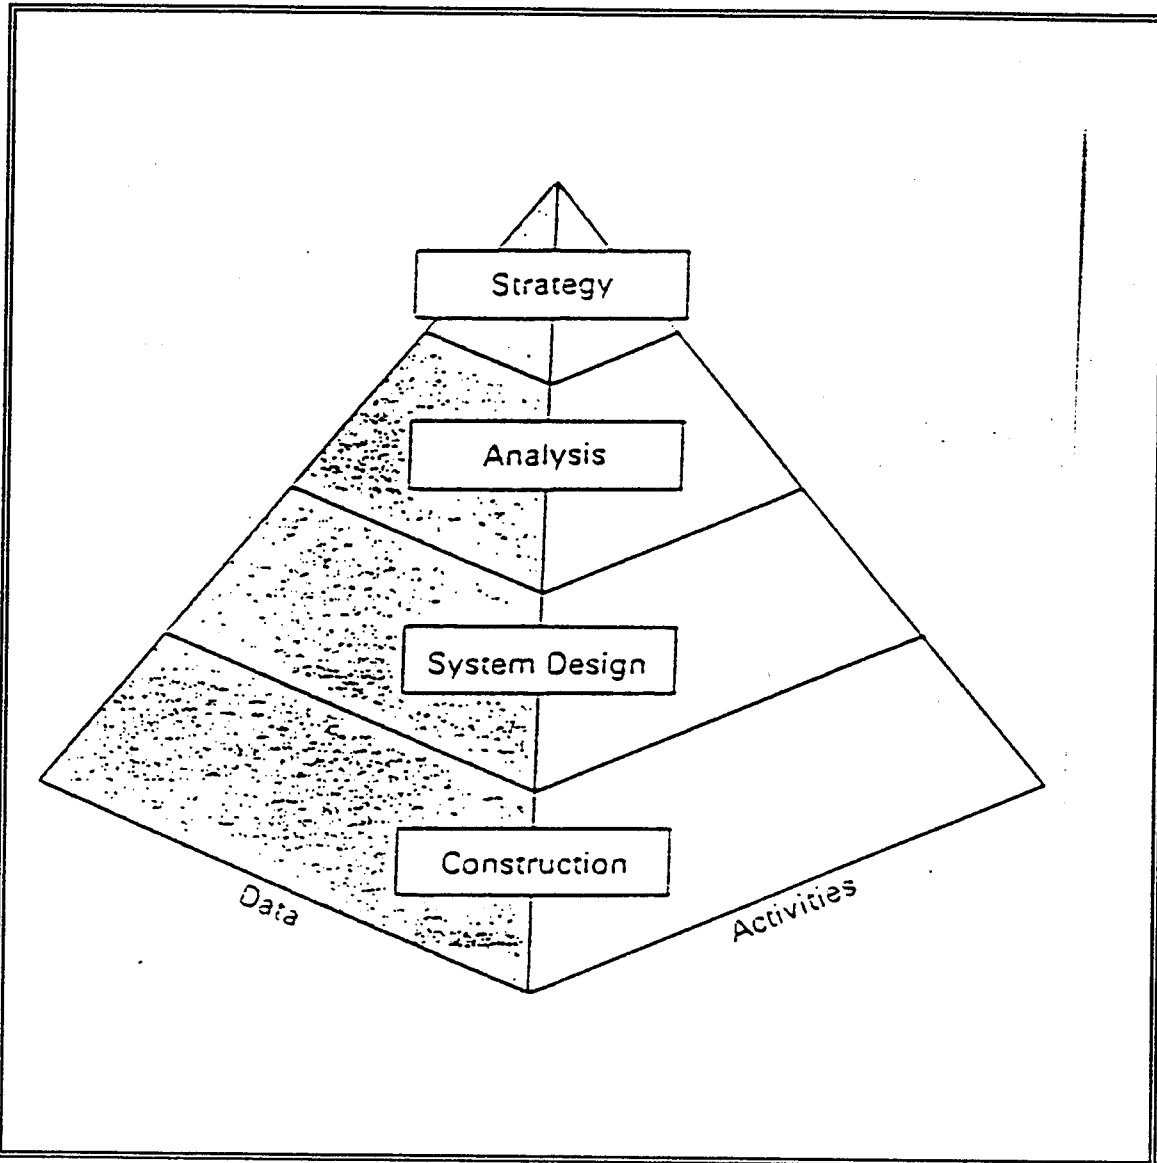 Strategy
Analysis
System Design
Construction
Data
Activities